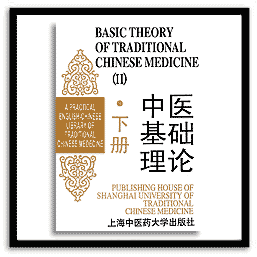 BASIC THEORY
OF TRADITIONAL
CHINESE MEDICINE
(II)
A PRACTICAL
ENGLISH-CHINESE
LIBRARY OF
TRADITIONAL
CHINESE MEDICINE
中医
基础
理论
·下册
PUBLISHING HOUSE OF
SHANGHAI UNIVERSITY OF
TRADITIONAL
CHINESE MEDICINE
上海中医药大学出版社